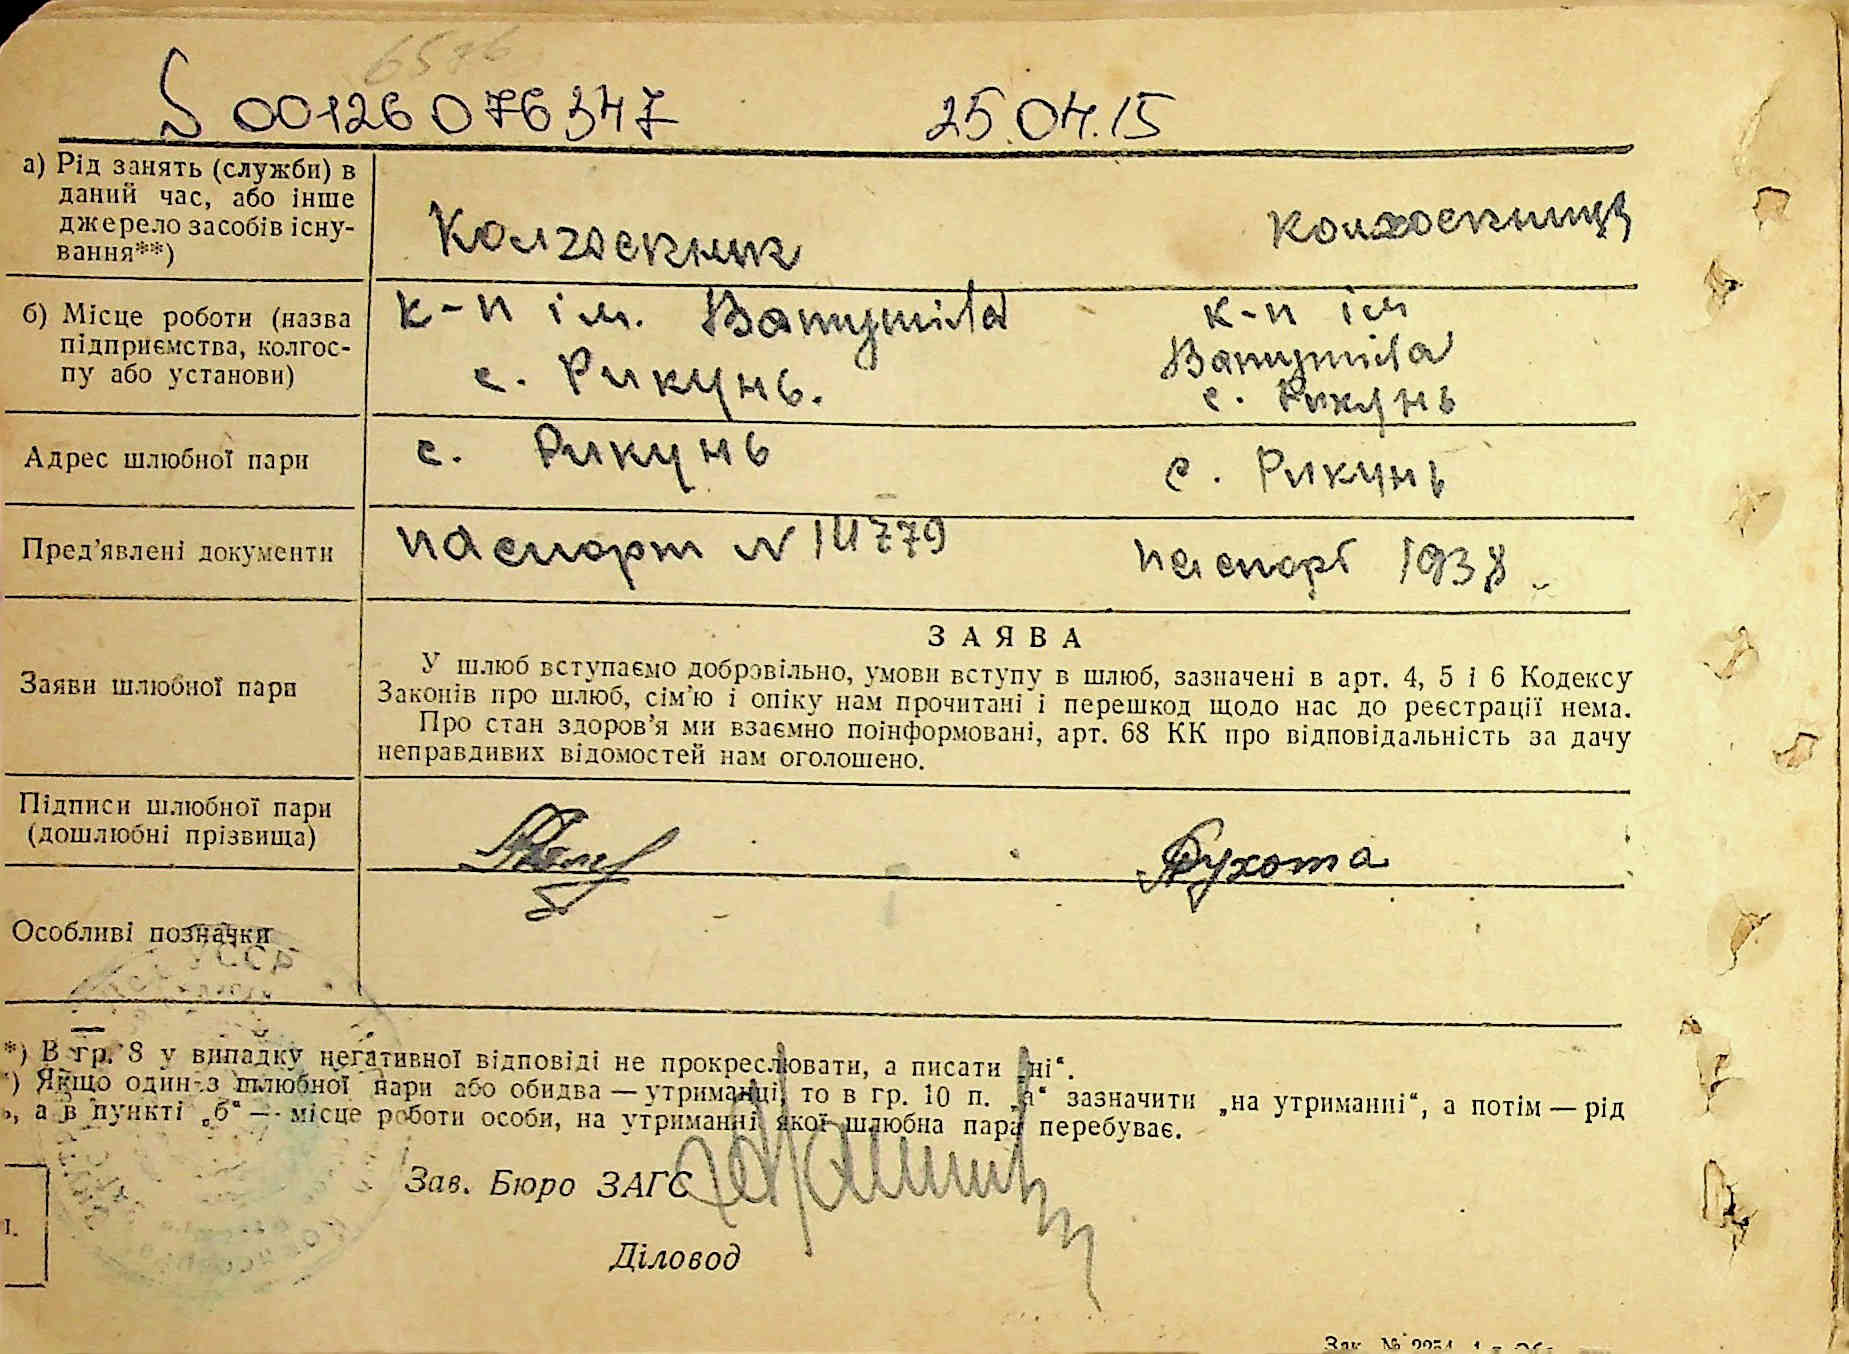 6576
S 00126076347 25.04.15
а) Рід занять (служби) в
даний час, або інше
джерело засобів існу-
вання**)
Колгоспник колхоспниця
б) Місце роботи (назва
підприємства, колгос-
пу або установи)
к-п ім. Ватутіна к-п ім
Ватутіна
с. Рикунь. с. Рикунь
Адрес шлюбної пари
с. Рикунь с. Рикунь
Пред’явлені документи
паспорт N паспорт 1938
Заяви шлюбної пари
ЗАЯВА
У шлюб вступаємо добровільно, умови вступу в шлюб, зазначені в арт. 4, 5 і 6 Кодексу
Законів про шлюб, сім’ю і опіку нам прочитані і перешкод щодо нас до реєстрації нема.
Про стан здоров’я ми взаємно поінформовані, арт. 68 КК про відповідальність за дачу
неправдивих відомостей нам оголошено.
Підписи шлюбної пари
(дошлюбні прізвища)
Особливі позначки
УССР
*) В гр. 8 у випадку негативної відповіді не прокреслювати, а писати „ні“.
*) Якщо один з шлюбної пари або обидва — утриманці, то в гр. 10 п. „а“ зазначити „на утриманні“, а потім — рід
, а в пункті „б“ — місце роботи особи, на утриманні якої шлюбна пара перебуває.
Зав. Бюро ЗАГС
Діловод
Зак. № 2254